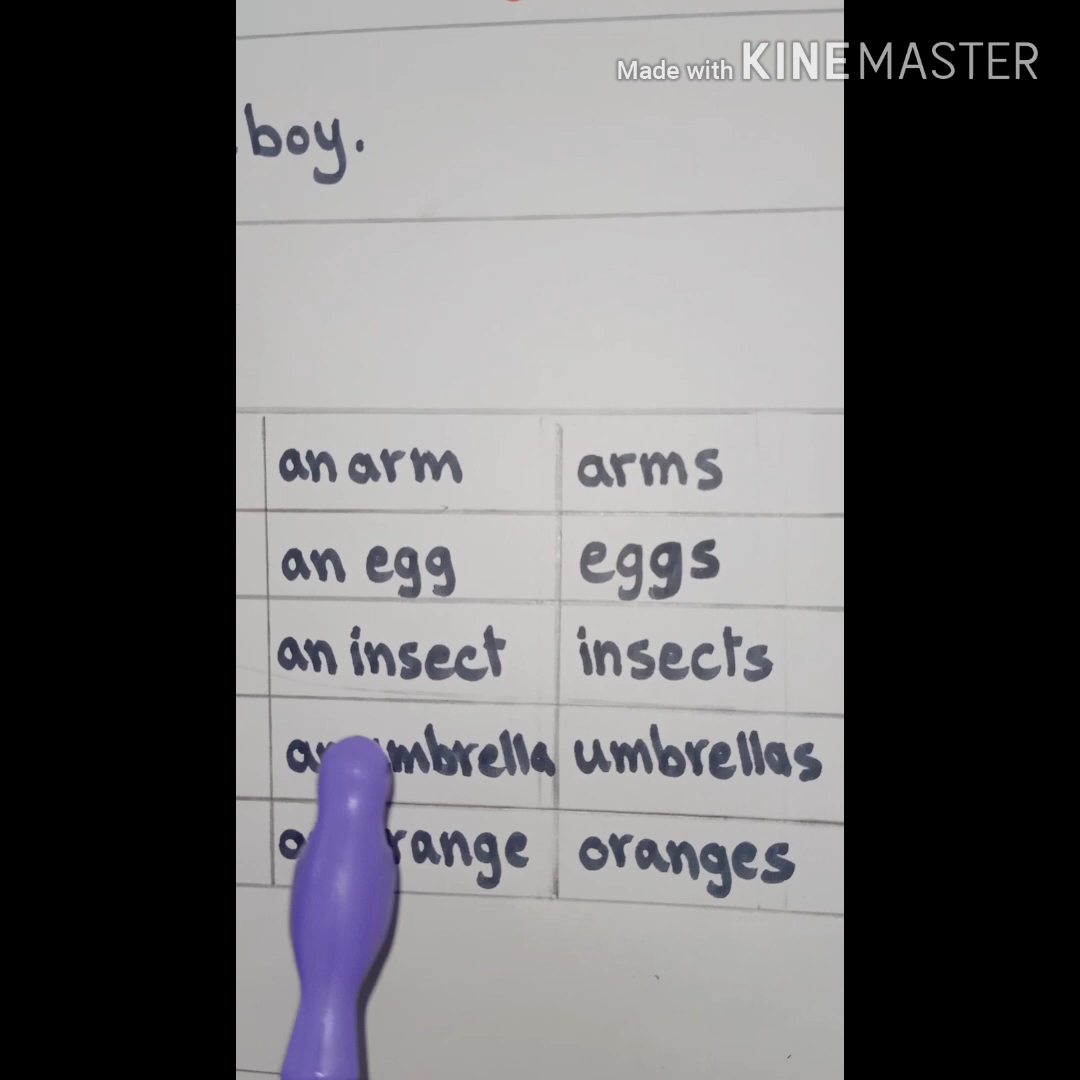 Made with KINEMASTER
boy.
an arm arms
an egg eggs
an insect insects
umbrellas
oranges